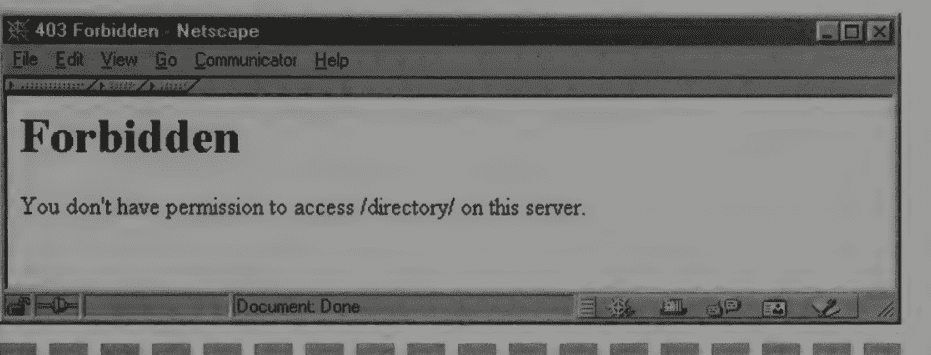 403 Forbidden - Netscape
File Edit View Go Communicator Help
Forbidden
You don't have permission to access /directory/ on this server.
Document: Done